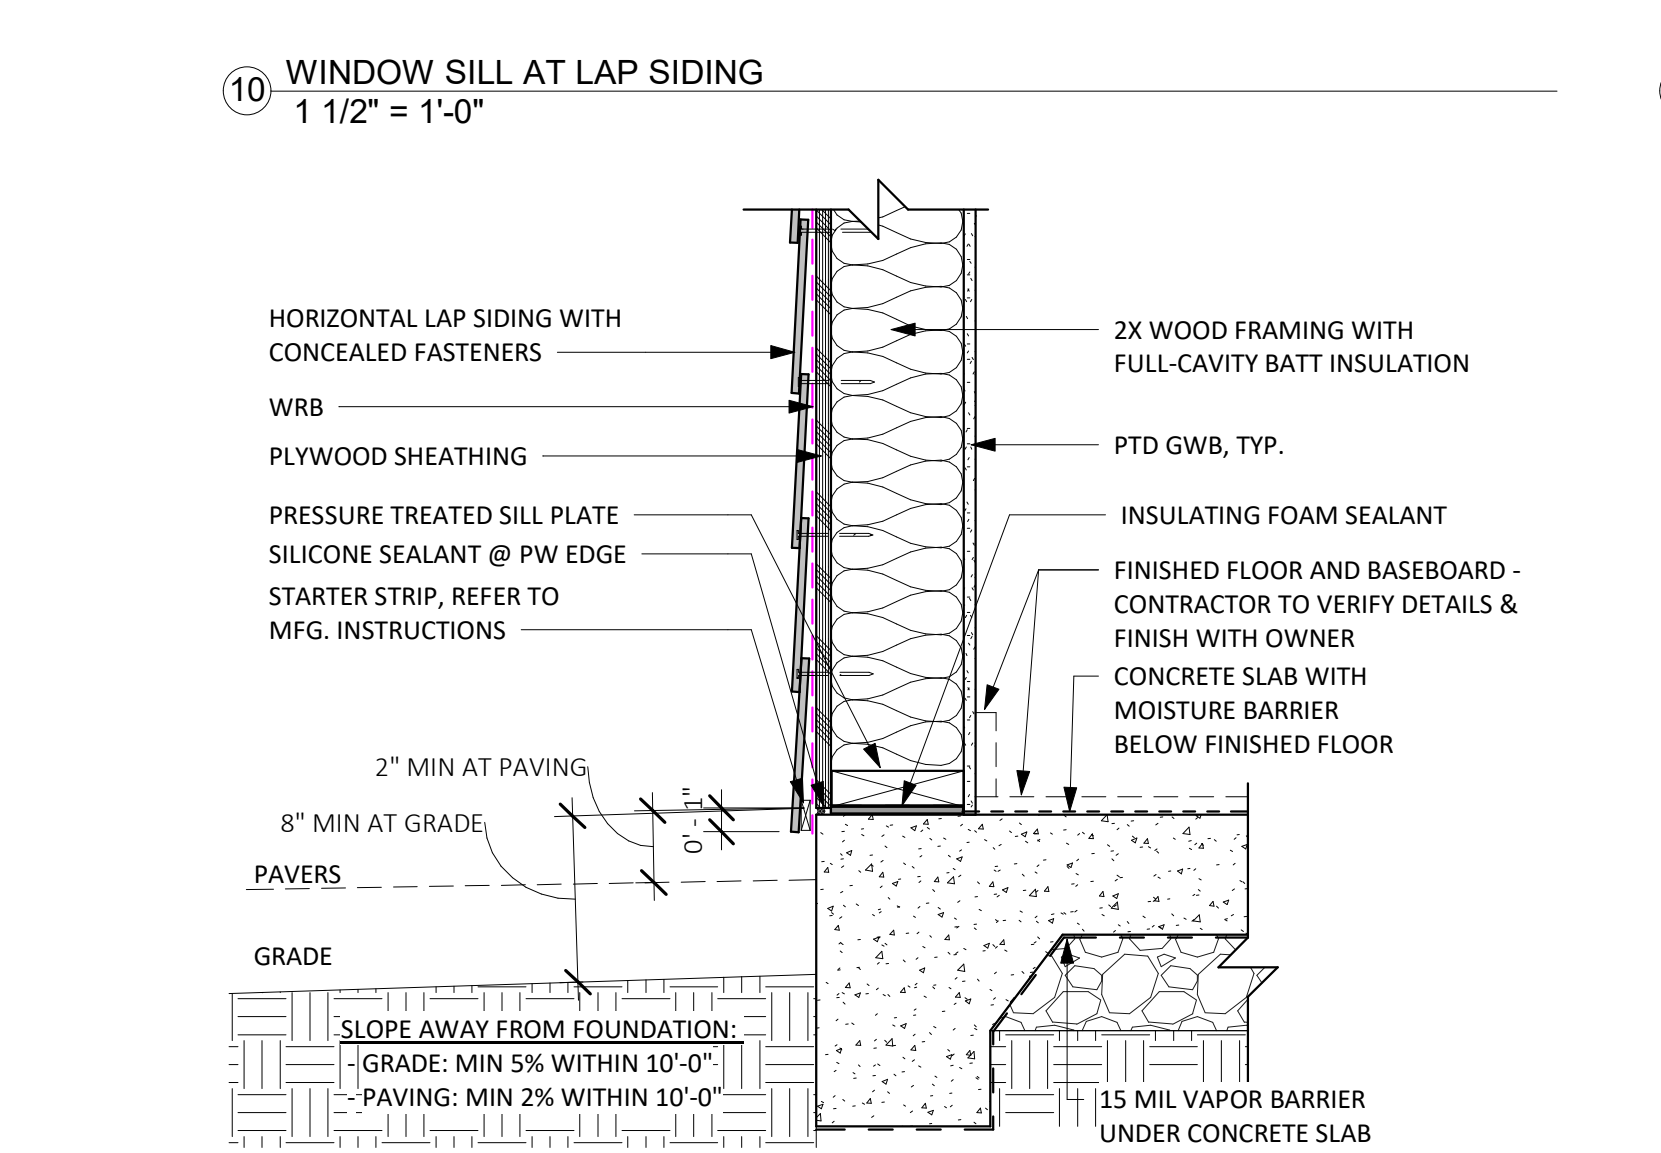 10
WINDOW SILL AT LAP SIDING
1 1/2" = 1'-0"
HORIZONTAL LAP SIDING WITH
CONCEALED FASTENERS
WRB
PLYWOOD SHEATHING
PRESSURE TREATED SILL PLATE
SILICONE SEALANT @ PW EDGE
STARTER STRIP, REFER TO
MFG. INSTRUCTIONS
2" MIN AT PAVING
8" MIN AT GRADE
0' - 1"
PAVERS
GRADE
SLOPE AWAY FROM FOUNDATION:
- GRADE: MIN 5% WITHIN 10'-0"
- PAVING: MIN 2% WITHIN 10'-0"
2X WOOD FRAMING WITH
FULL-CAVITY BATT INSULATION
PTD GWB, TYP.
INSULATING FOAM SEALANT
FINISHED FLOOR AND BASEBOARD -
CONTRACTOR TO VERIFY DETAILS &
FINISH WITH OWNER
CONCRETE SLAB WITH
MOISTURE BARRIER
BELOW FINISHED FLOOR
15 MIL VAPOR BARRIER
UNDER CONCRETE SLAB